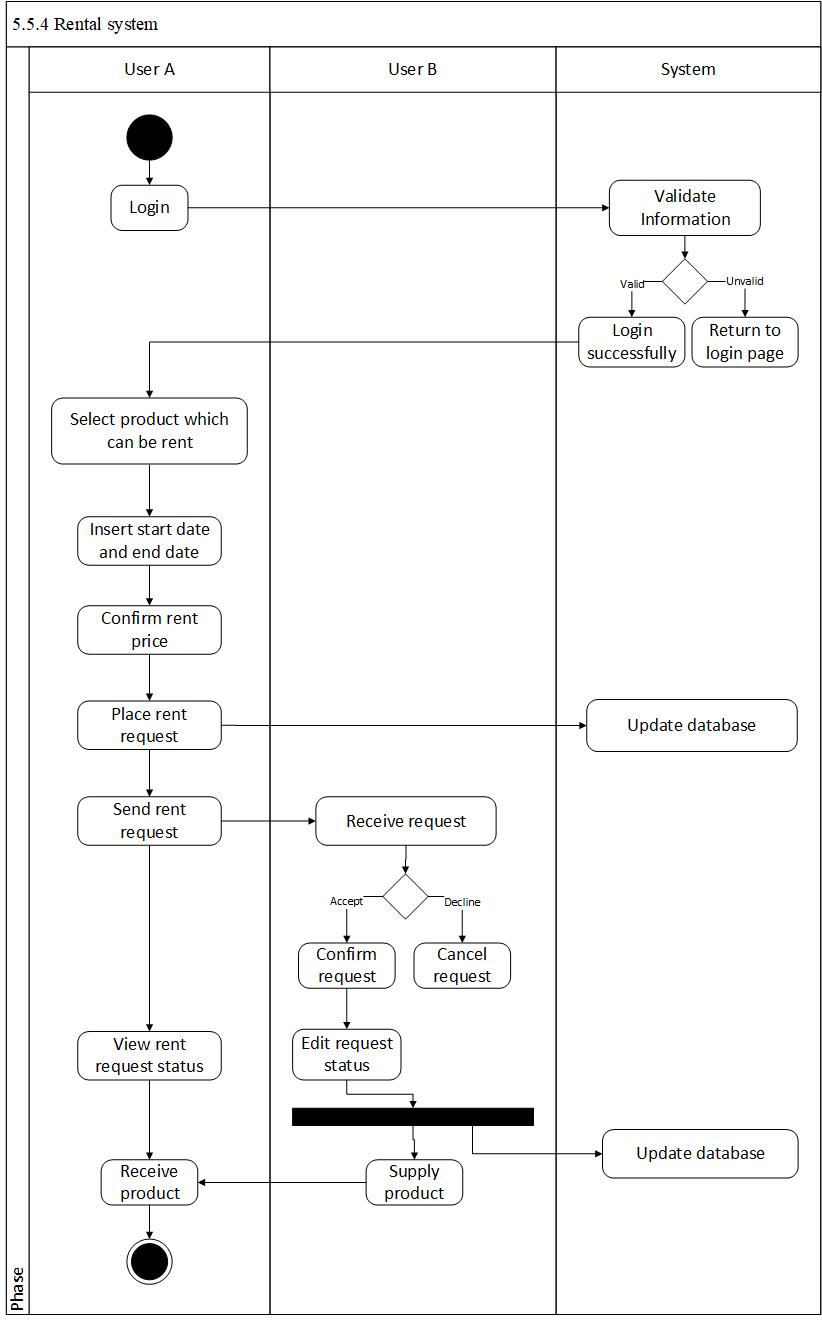 5.5.4 Rental system
User A
User B
System
Login
Validate
Information
Valid
Unvalid
Login
successfully
Return to
login page
Select product which
can be rent
Insert start date
and end date
Confirm rent
price
Place rent
request
Update database
Send rent
request
Receive request
Accept
Decline
Confirm
request
Cancel
request
View rent
request status
Edit request
status
Update database
Receive
product
Supply
product
Phase